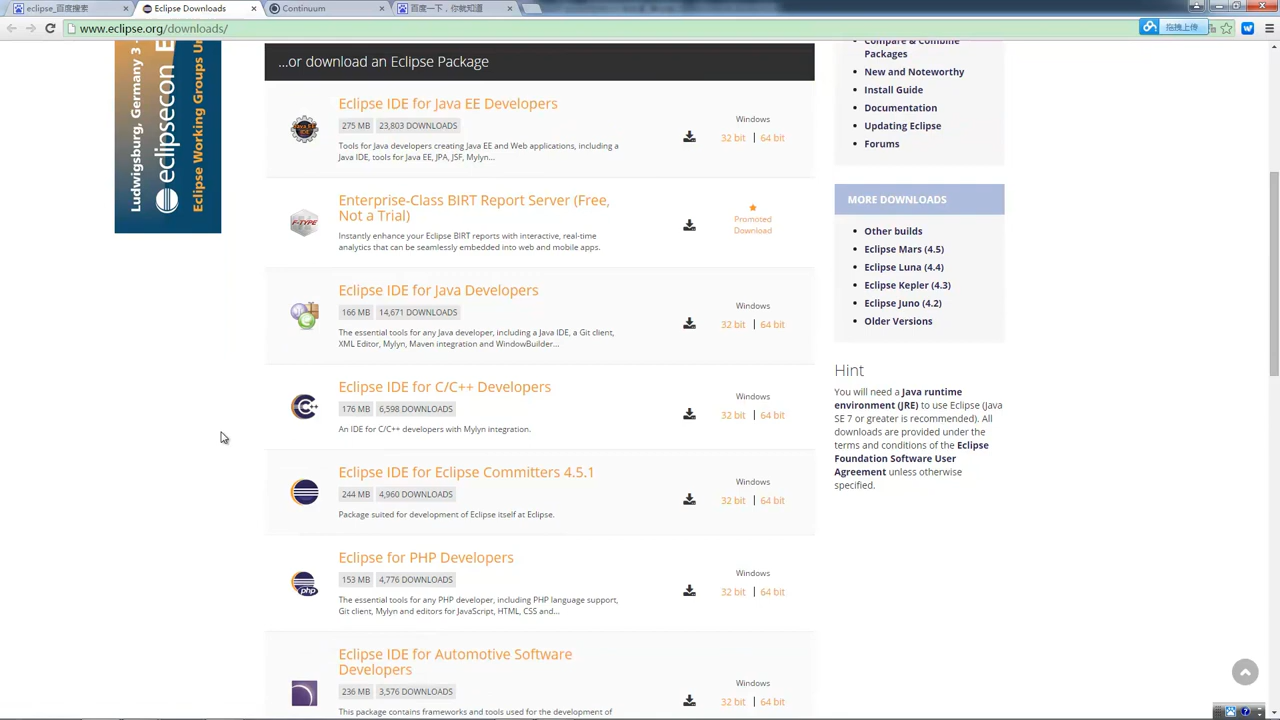 eclipse_百度搜索
Eclipse Downloads
Continuum
百度一下，你就知道
www.eclipse.org/downloads/
拖拽上传
Ludwigsburg, Germany 3 -
eclipsecon E
Eclipse Working Groups Un
...or download an Eclipse Package
Eclipse IDE for Java EE Developers
275 MB 23,803 DOWNLOADS
Tools for Java developers creating Java EE and Web applications, including a
Java IDE, tools for Java EE, JPA, JSF, Mylyn...
Windows
32 bit | 64 bit
Enterprise-Class BIRT Report Server (Free,
Not a Trial)
Instantly enhance your Eclipse BIRT reports with interactive, real-time
analytics that can be seamlessly embedded into web and mobile apps.
F-TYPE
Promoted
Download
Eclipse IDE for Java Developers
166 MB 14,671 DOWNLOADS
The essential tools for any Java developer, including a Java IDE, a Git client,
XML Editor, Mylyn, Maven integration and WindowBuilder...
Windows
32 bit | 64 bit
Eclipse IDE for C/C++ Developers
176 MB 6,598 DOWNLOADS
An IDE for C/C++ developers with Mylyn integration.
Windows
32 bit | 64 bit
Eclipse IDE for Eclipse Committers 4.5.1
244 MB 4,960 DOWNLOADS
Package suited for development of Eclipse itself at Eclipse.
Windows
32 bit | 64 bit
Eclipse for PHP Developers
153 MB 4,776 DOWNLOADS
The essential tools for any PHP developer, including PHP language support,
Git client, Mylyn and editors for JavaScript, HTML, CSS and...
php
Windows
32 bit | 64 bit
Eclipse IDE for Automotive Software
Developers
236 MB 3,576 DOWNLOADS
This package contains frameworks and tools used for the development of
Windows
32 bit | 64 bit
Compare & Combine
Packages
New and Noteworthy
Install Guide
Documentation
Updating Eclipse
Forums
MORE DOWNLOADS
Other builds
Eclipse Mars (4.5)
Eclipse Luna (4.4)
Eclipse Kepler (4.3)
Eclipse Juno (4.2)
Older Versions
Hint
You will need a Java runtime
environment (JRE) to use Eclipse (Java
SE 7 or greater is recommended). All
downloads are provided under the
terms and conditions of the Eclipse
Foundation Software User
Agreement unless otherwise
specified.